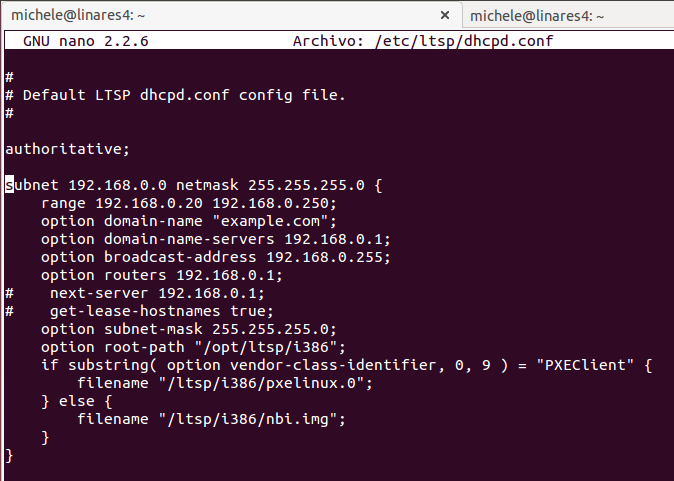 michele@linares4: ~ × michele@linares4: ~
GNU nano 2.2.6 Archivo: /etc/ltsp/dhcpd.conf
#
# Default LTSP dhcpd.conf config file.
#
authoritative;
subnet 192.168.0.0 netmask 255.255.255.0 {
    range 192.168.0.20 192.168.0.250;
    option domain-name "example.com";
    option domain-name-servers 192.168.0.1;
    option broadcast-address 192.168.0.255;
    option routers 192.168.0.1;
#    next-server 192.168.0.1;
#    get-lease-hostnames true;
    option subnet-mask 255.255.255.0;
    option root-path "/opt/ltsp/i386";
    if substring( option vendor-class-identifier, 0, 9 ) = "PXEClient" {
        filename "/ltsp/i386/pxelinux.0";
    } else {
        filename "/ltsp/i386/nbi.img";
    }
}